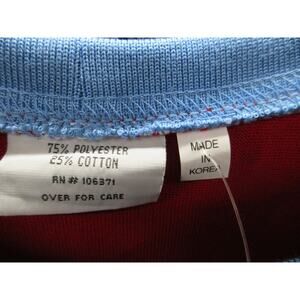 75% POLYESTER
25% COTTON
RN# 106371
OVER FOR CARE
MADE
IN
KOREA